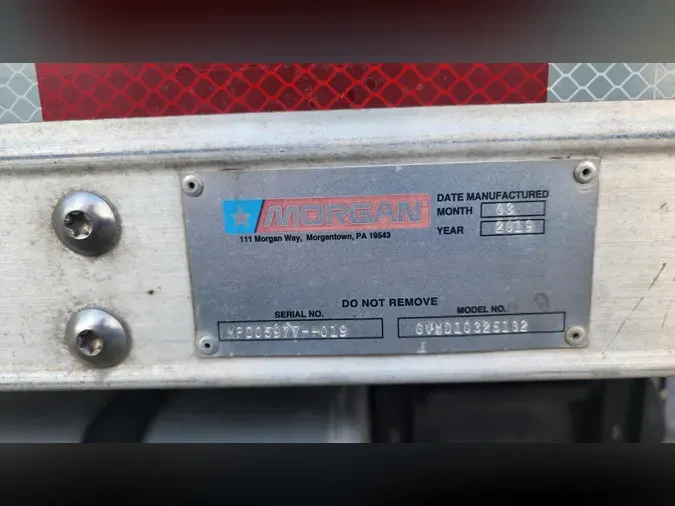 MORGAN
111 Morgan Way, Morgantown, PA 19543
DATE MANUFACTURED
MONTH 03
YEAR 2019
DO NOT REMOVE
SERIAL NO.
MODEL NO.
GVMD10326132